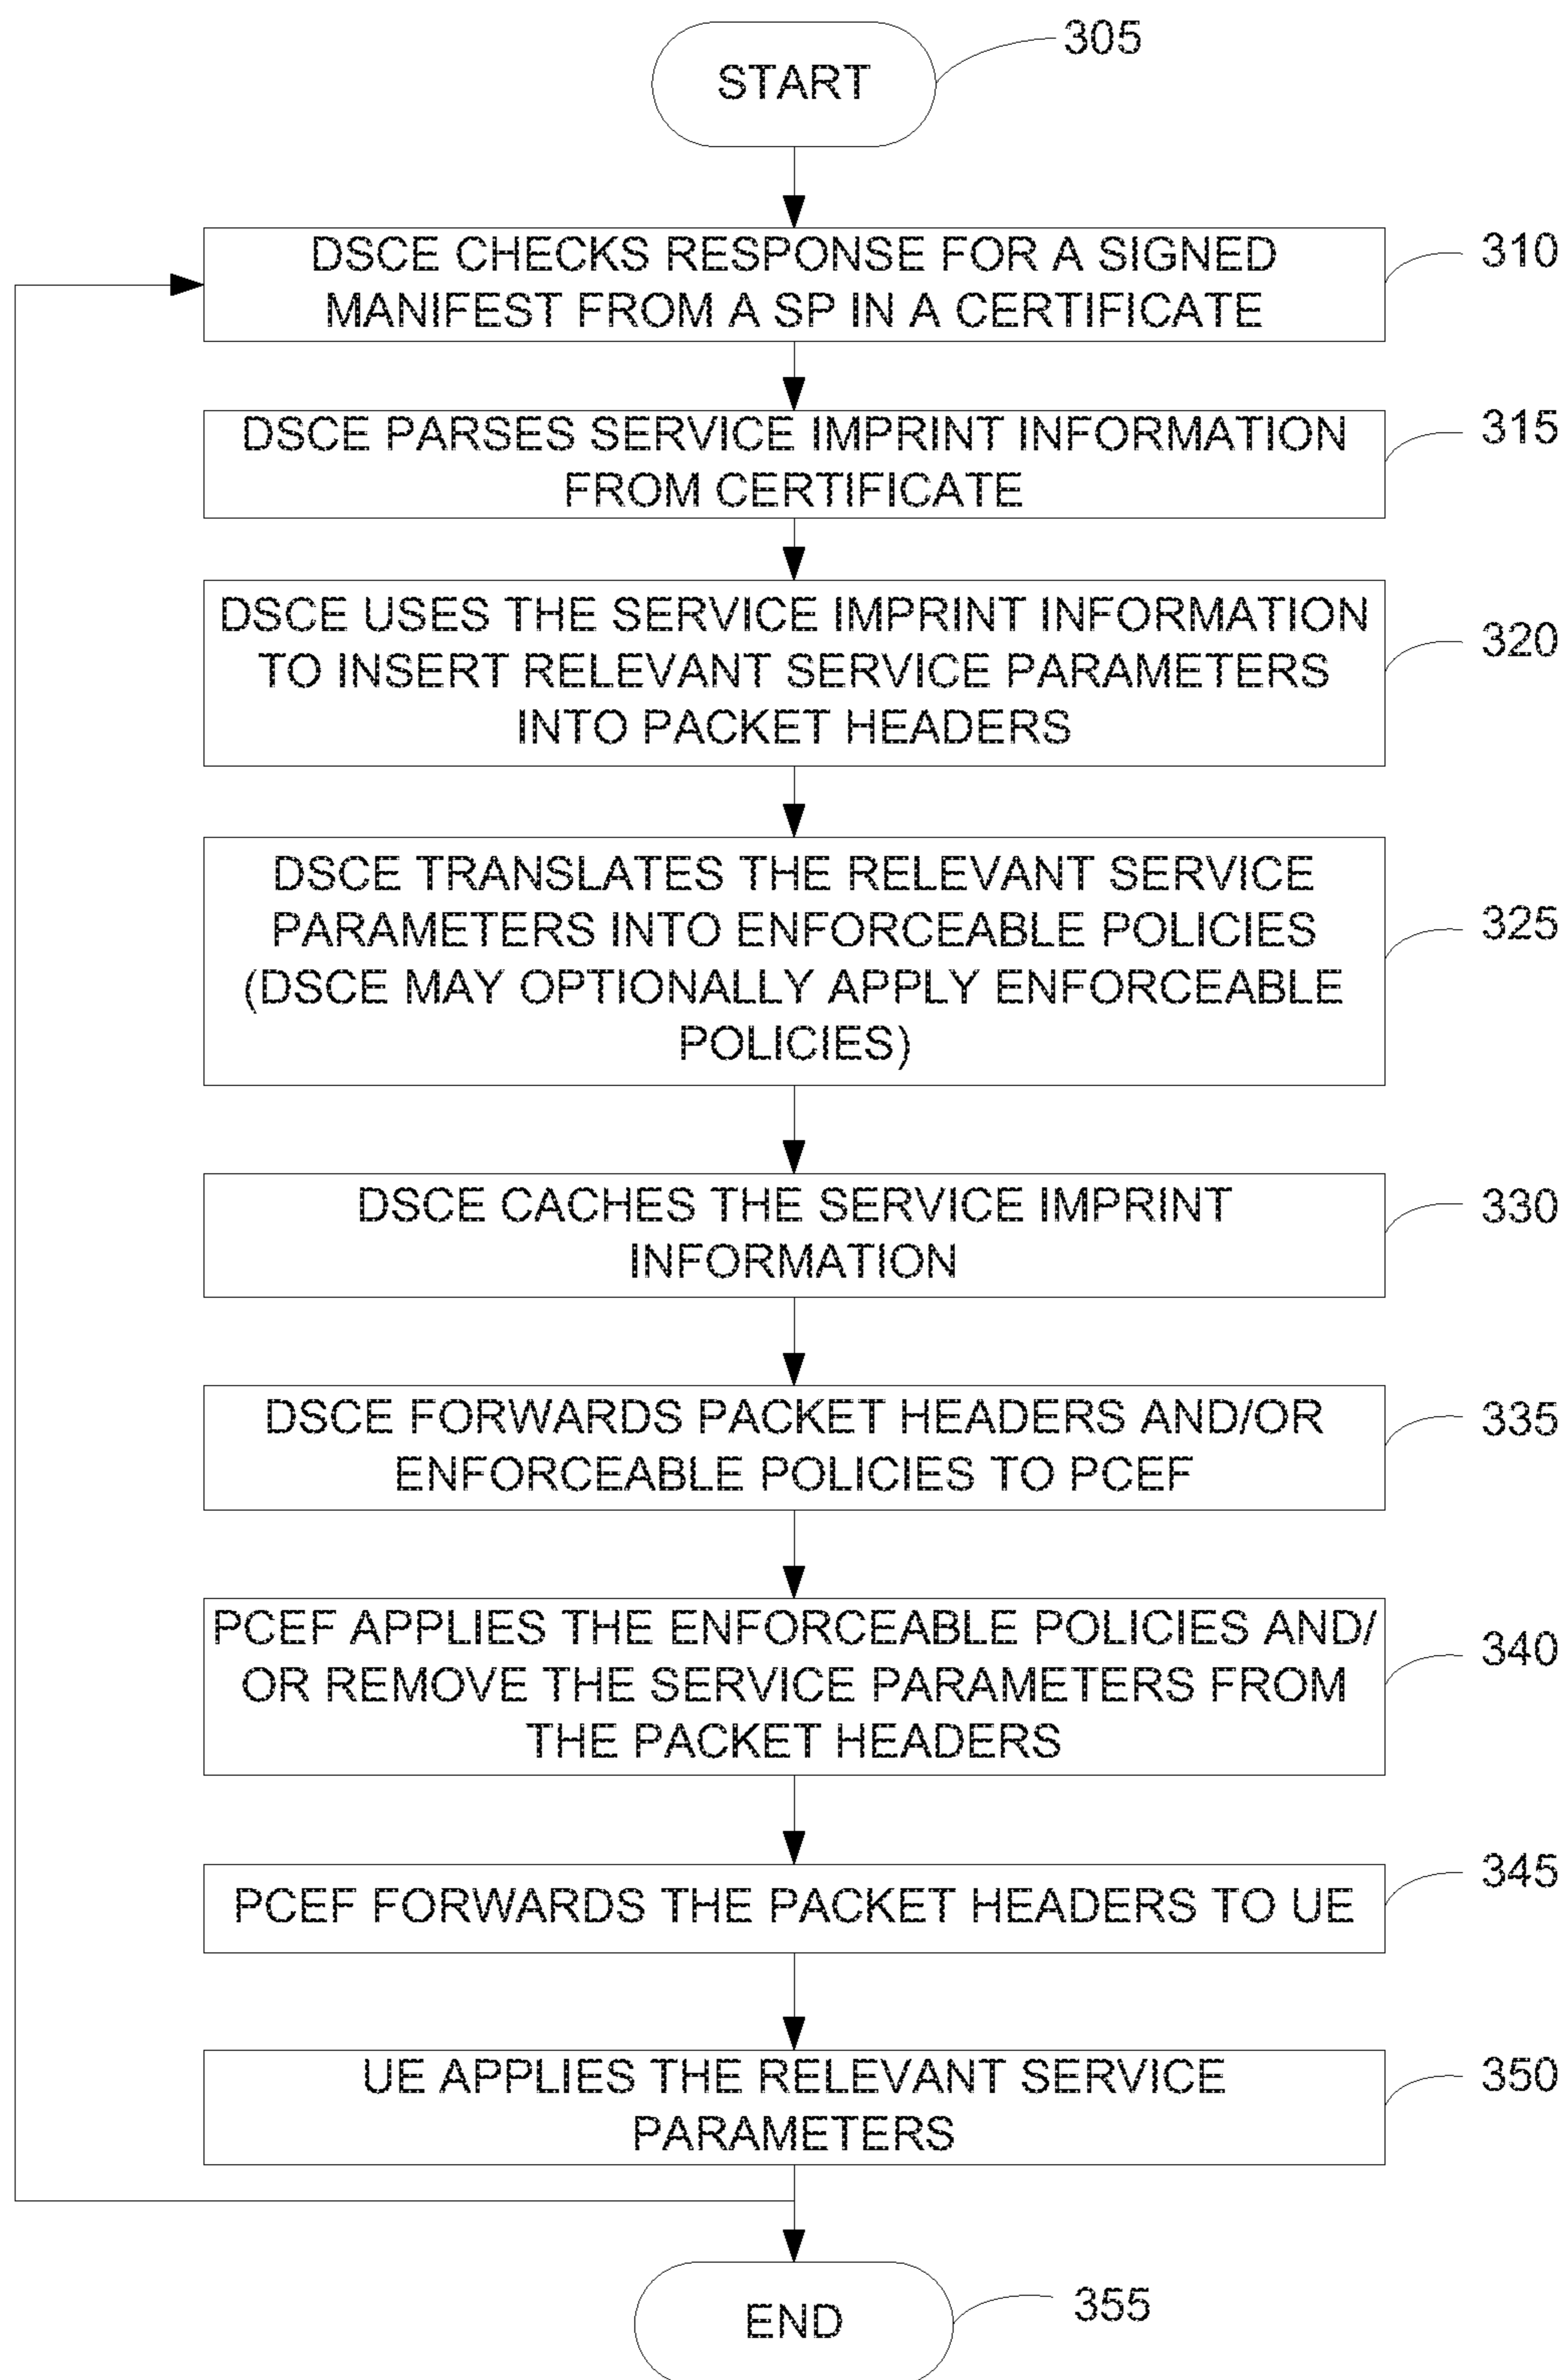 START
305
DSCE CHECKS RESPONSE FOR A SIGNED
MANIFEST FROM A SP IN A CERTIFICATE
310
DSCE PARSES SERVICE IMPRINT INFORMATION
FROM CERTIFICATE
315
DSCE USES THE SERVICE IMPRINT INFORMATION
TO INSERT RELEVANT SERVICE PARAMETERS
INTO PACKET HEADERS
320
DSCE TRANSLATES THE RELEVANT SERVICE
PARAMETERS INTO ENFORCEABLE POLICIES
(DSCE MAY OPTIONALLY APPLY ENFORCEABLE
POLICIES)
325
DSCE CACHES THE SERVICE IMPRINT
INFORMATION
330
DSCE FORWARDS PACKET HEADERS AND/OR
ENFORCEABLE POLICIES TO PCEF
335
PCEF APPLIES THE ENFORCEABLE POLICIES AND/
OR REMOVE THE SERVICE PARAMETERS FROM
THE PACKET HEADERS
340
PCEF FORWARDS THE PACKET HEADERS TO UE
345
UE APPLIES THE RELEVANT SERVICE
PARAMETERS
350
END
355